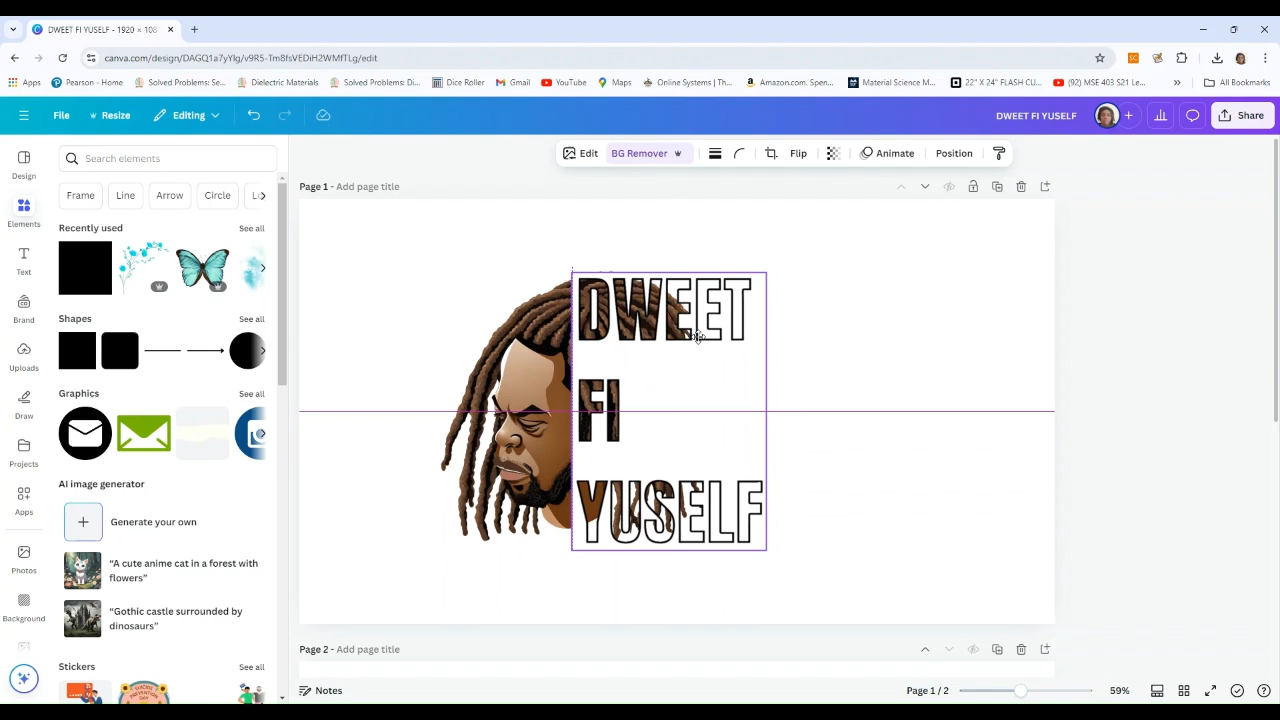 DWEET FI YUSELF - 1920 × 108
canva.com/design/DAGQ1a7yYlg/v9R5-Tm8fsVEDiH2WMfTLg/edit
Apps
Pearson - Home
Solved Problems: Se...
Dielectric Materials
Solved Problems: Di...
Dice Roller
Gmail
YouTube
Maps
Online Systems | Th...
Amazon.com. Spen...
Material Science M...
22" X 24" FLASH CU...
(92) MSE 403 S21 Le...
All Bookmarks
File
Resize
Editing
DWEET FI YUSELF
Share
Design
Elements
Text
Brand
Uploads
Draw
Projects
Apps
Photos
Background
Search elements
Frame
Line
Arrow
Circle
Recently used
See all
Shapes
See all
Graphics
See all
AI image generator
Generate your own
"A cute anime cat in a forest with
flowers"
"Gothic castle surrounded by
dinosaurs"
Stickers
See all
Edit
BG Remover
Flip
Animate
Position
Page 1 - Add page title
DWEET
FI
YUSELF
Page 2 - Add page title
Notes
Page 1 / 2
59%